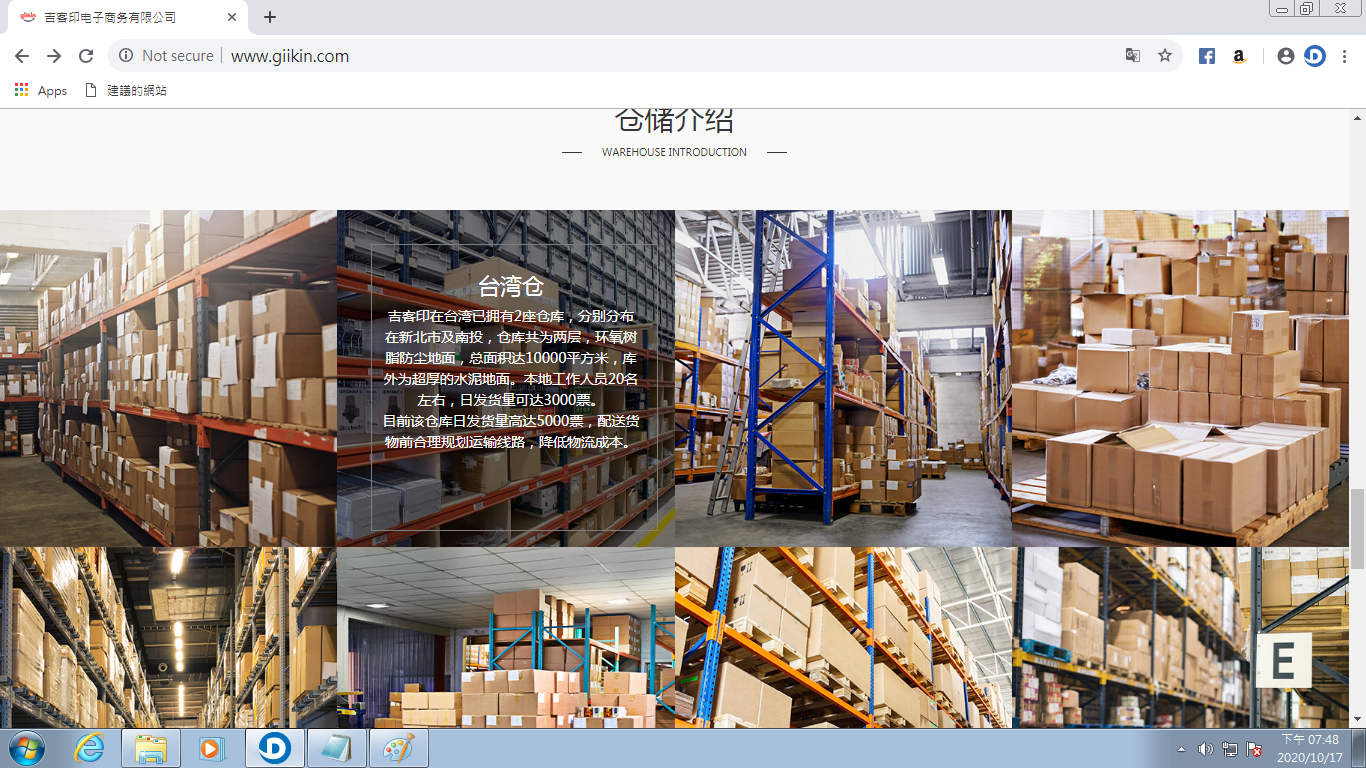 吉客印电子商务有限公司
Not secure
www.giikin.com
Apps
建議的網站
仓储介绍
WAREHOUSE INTRODUCTION
台湾仓
吉客印在台湾已拥有2座仓库，分别分布
在新北市及南投，仓库共为两层，环氧树
脂防尘地面，总面积达10000平方米，库
外为超厚的水泥地面。本地工作人员20名
左右，日发货量可达3000票。
目前该仓库日发货量高达5000票，配送货
物前合理规划运输线路，降低物流成本。
E
下午 07:48
2020/10/17